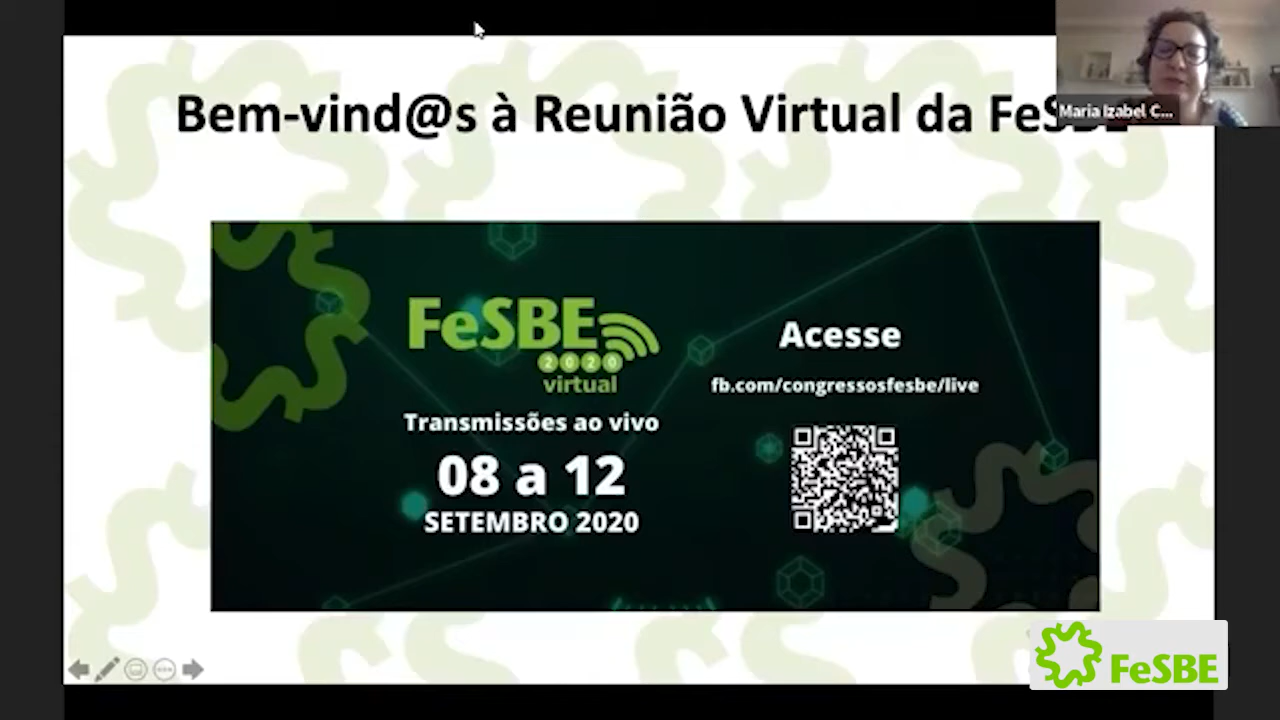 Bem-vind@s à Reunião Virtual da FeSBE
Maria Izabel C...
FeSBE
2020
virtual
Transmissões ao vivo
08 a 12
SETEMBRO 2020
Acesse
fb.com/congressosfesbe/live
FeSBE